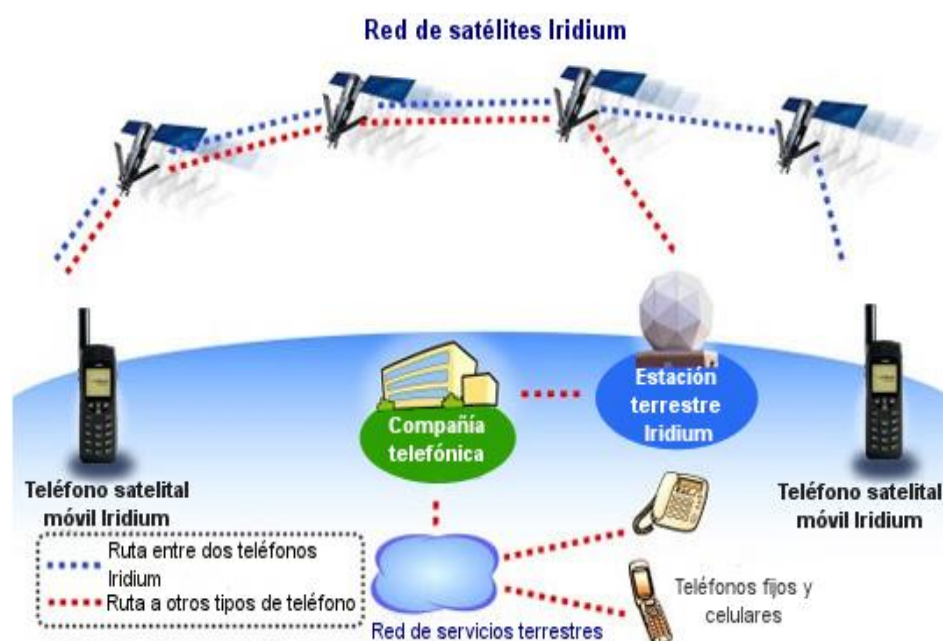 Red de satélites Iridium
Estación
terrestre
Iridium
Compañía
telefónica
Teléfono satelital
móvil Iridium
Teléfono satelital
móvil Iridium
Ruta entre dos teléfonos
Iridium
Ruta a otros tipos de teléfono
Teléfonos fijos y
celulares
Red de servicios terrestres